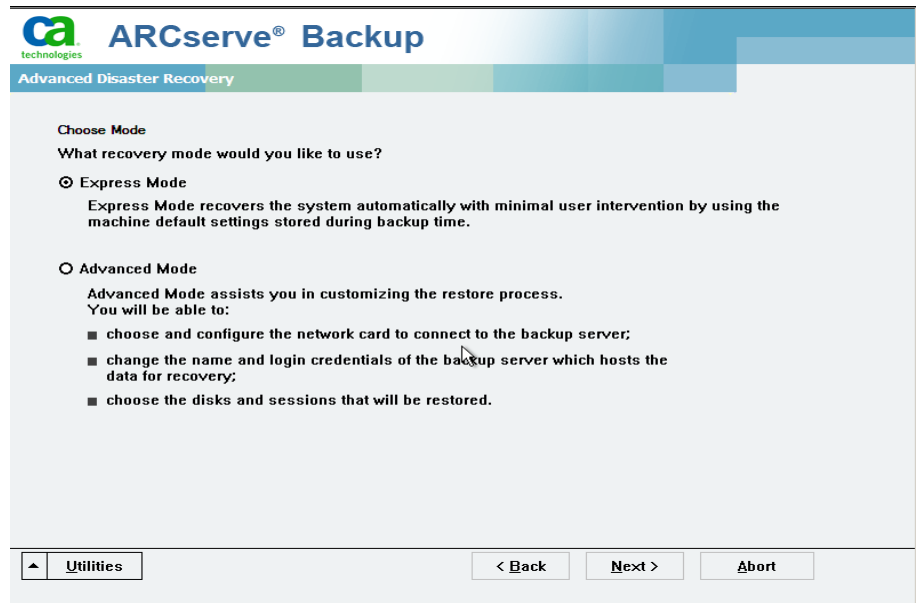 ca
technologies
ARCserve® Backup
Advanced Disaster Recovery
Choose Mode
What recovery mode would you like to use?
Express Mode
Express Mode recovers the system automatically with minimal user intervention by using the
machine default settings stored during backup time.
Advanced Mode
Advanced Mode assists you in customizing the restore process.
You will be able to:
choose and configure the network card to connect to the backup server;
change the name and login credentials of the backup server which hosts the
data for recovery;
choose the disks and sessions that will be restored.
Utilities
< Back
Next >
Abort